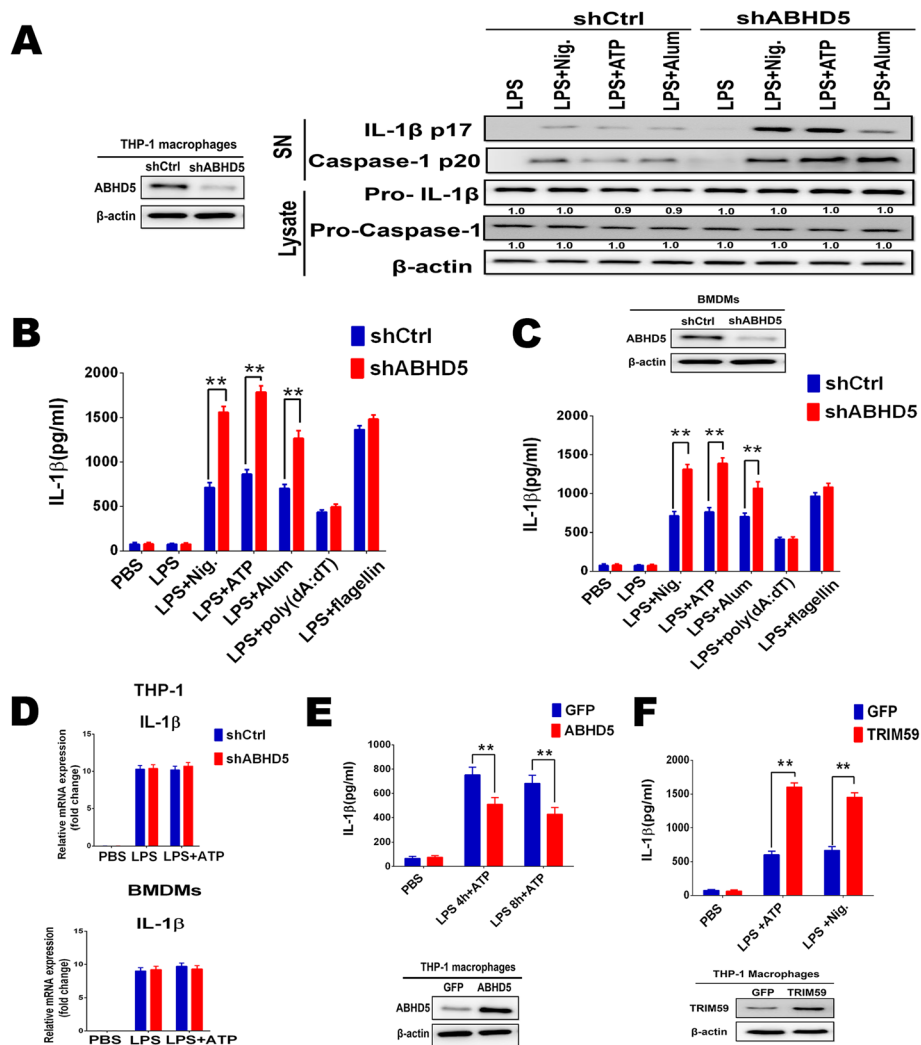 A
shCtrl shABHD5
LPS LPS+Nig. LPS+ATP LPS+Alum LPS LPS+Nig. LPS+ATP LPS+Alum
THP-1 macrophages
shCtrl shABHD5
ABHD5
β-actin
SN
IL-1β p17
Caspase-1 p20
Lysate
Pro- IL-1β
1.0 1.0 0.9 0.9 1.0 1.0 1.0 1.0
Pro-Caspase-1
1.0 1.0 1.0 1.0 1.0 1.0 1.0 1.0
β-actin
B
shCtrl
shABHD5
IL-1β(pg/ml)
2000
1500
1000
500
0
** ** **
PBS LPS LPS+Nig. LPS+ATP LPS+Alum LPS+poly(dA:dT) LPS+flagellin
C
BMDMs
shCtrl shABHD5
ABHD5
β-actin
shCtrl
shABHD5
IL-1β(pg/ml)
2000
1500
1000
500
0
** ** **
PBS LPS LPS+Nig. LPS+ATP LPS+Alum LPS+poly(dA:dT) LPS+flagellin
D
THP-1
IL-1β
shCtrl
shABHD5
Relative mRNA expression
(fold change)
15
10
5
0
PBS LPS LPS+ATP
BMDMs
IL-1β
Relative mRNA expression
(fold change)
15
10
5
0
PBS LPS LPS+ATP
E
GFP
ABHD5
IL-1β(pg/ml)
1000
800
600
400
200
0
** **
PBS LPS 4h+ATP LPS 8h+ATP
THP-1 macrophages
GFP ABHD5
ABHD5
β-actin
F
GFP
TRIM59
IL-1β(pg/ml)
2000
1500
1000
500
0
** **
PBS LPS +ATP LPS +Nig.
THP-1 Macrophages
GFP TRIM59
TRIM59
β-actin